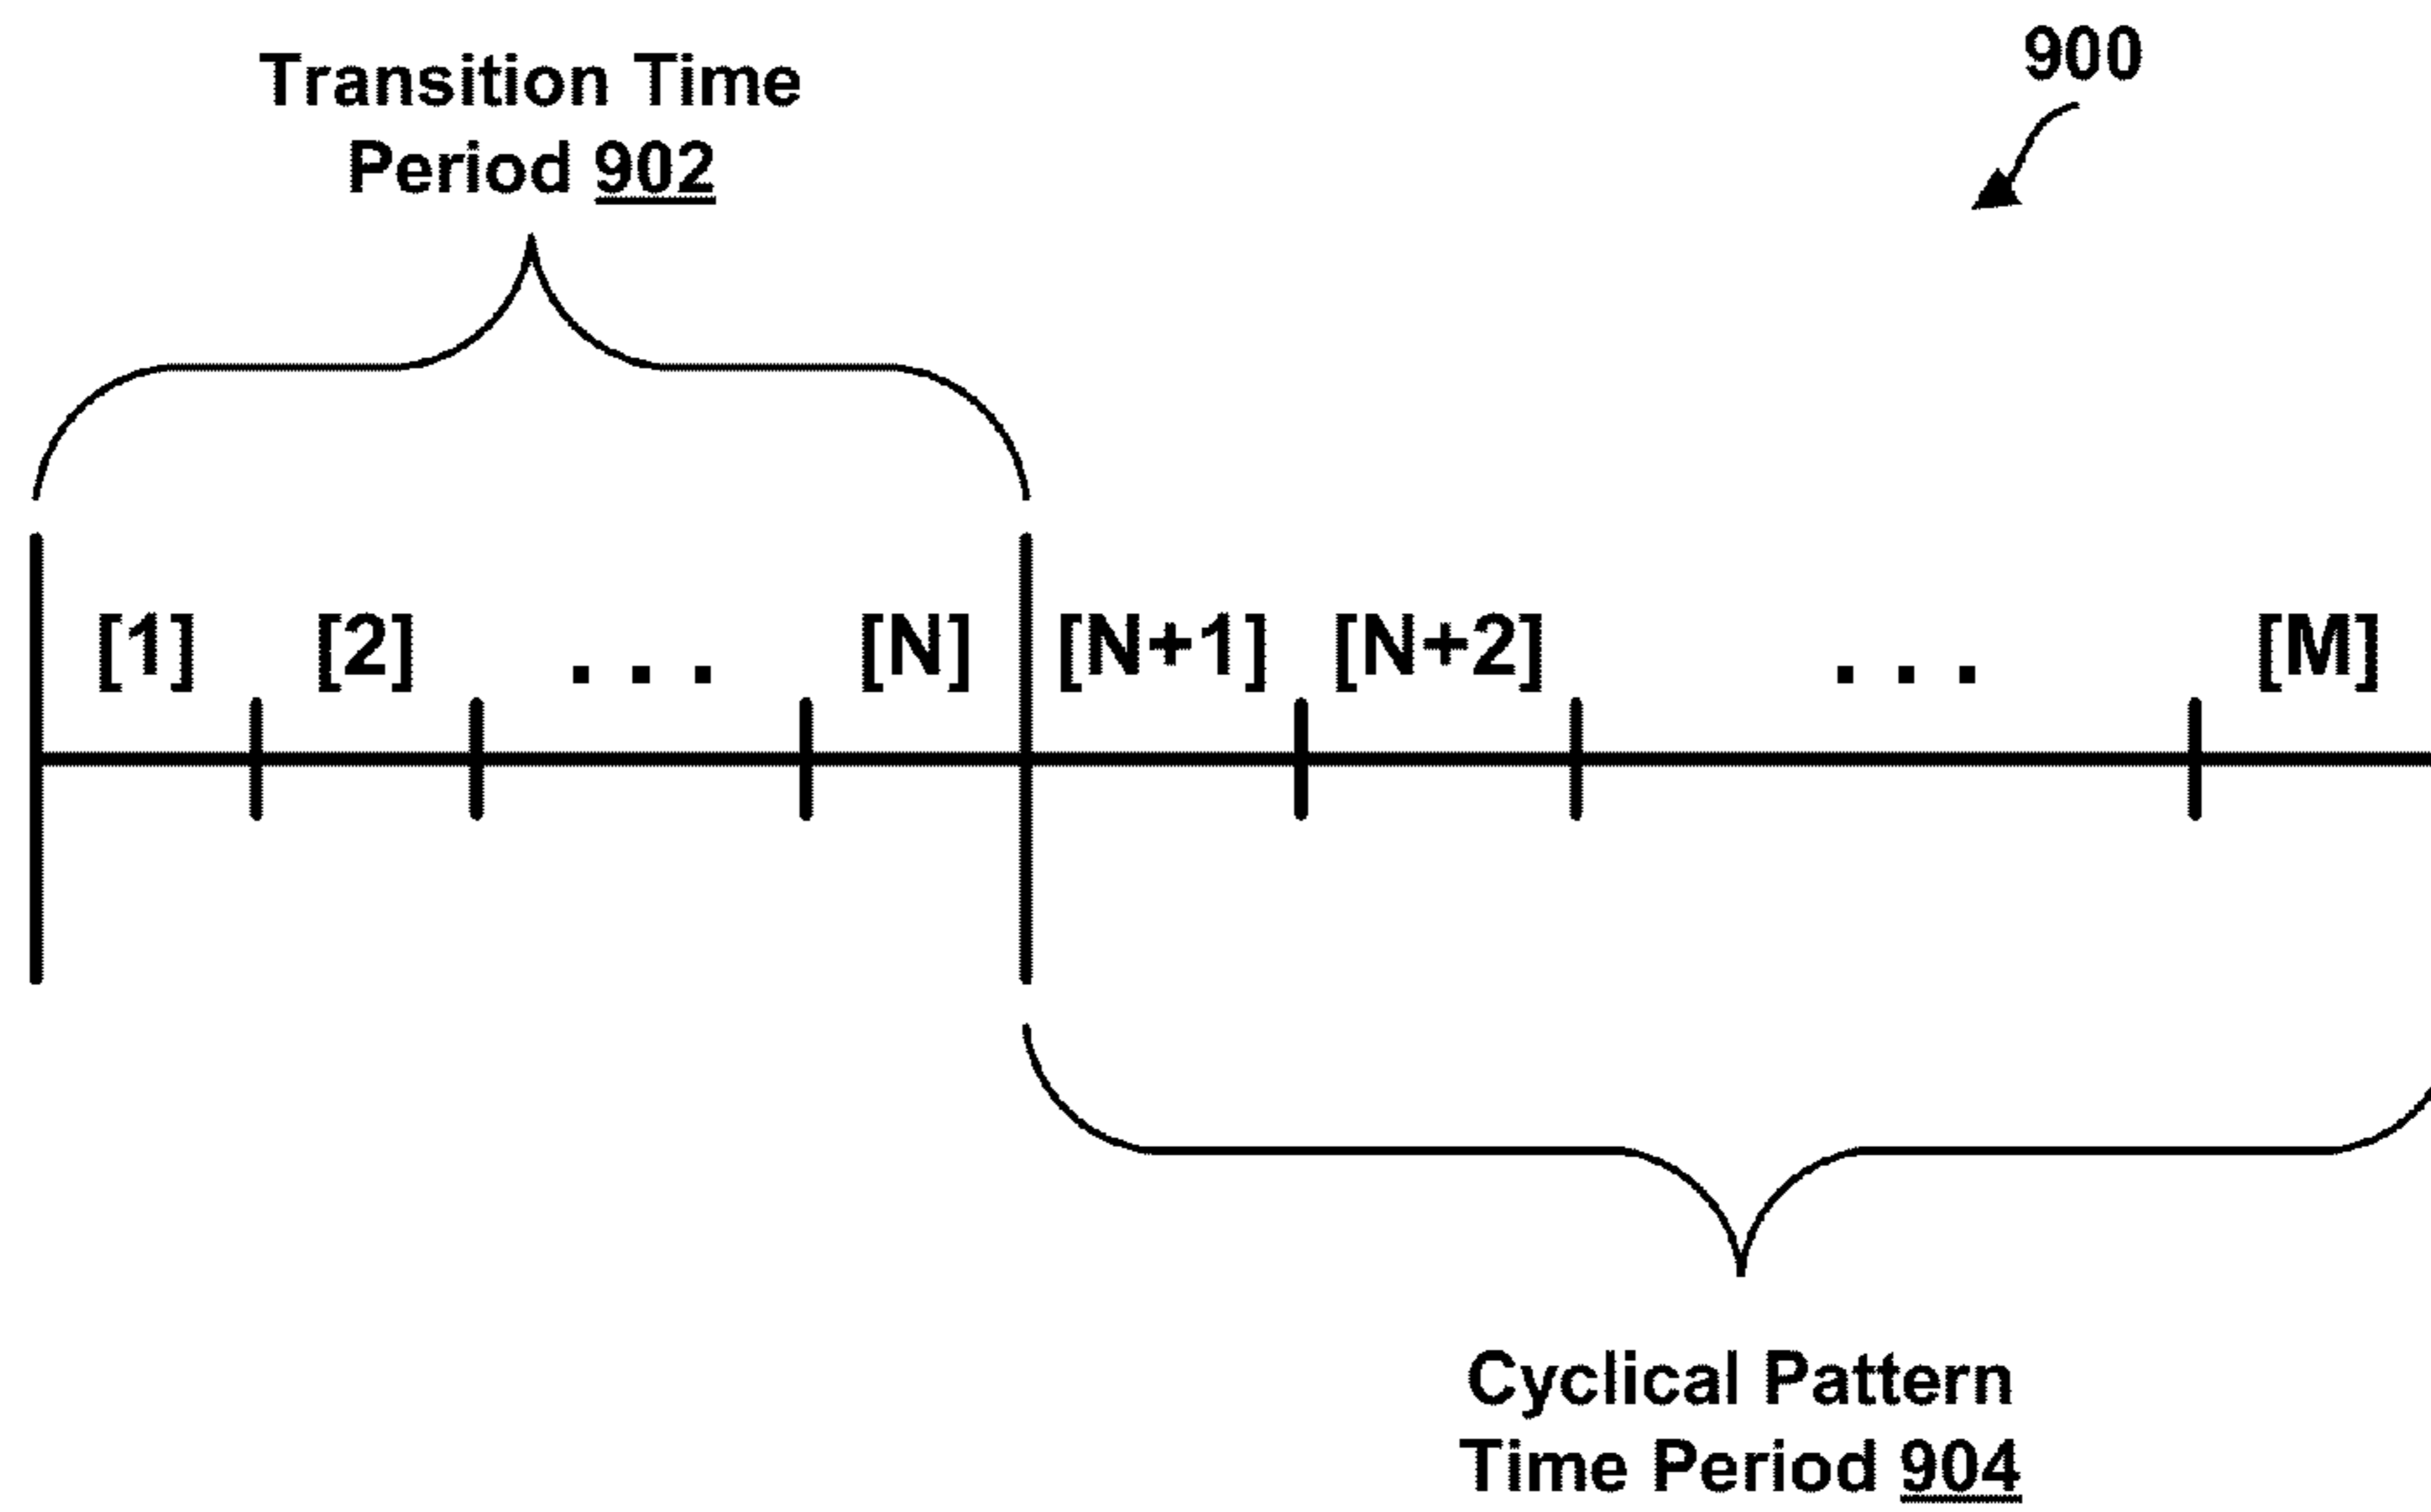 Transition Time
Period 902
900
[1] [2] . . . [N] [N+1] [N+2] . . . [M]
Cyclical Pattern
Time Period 904